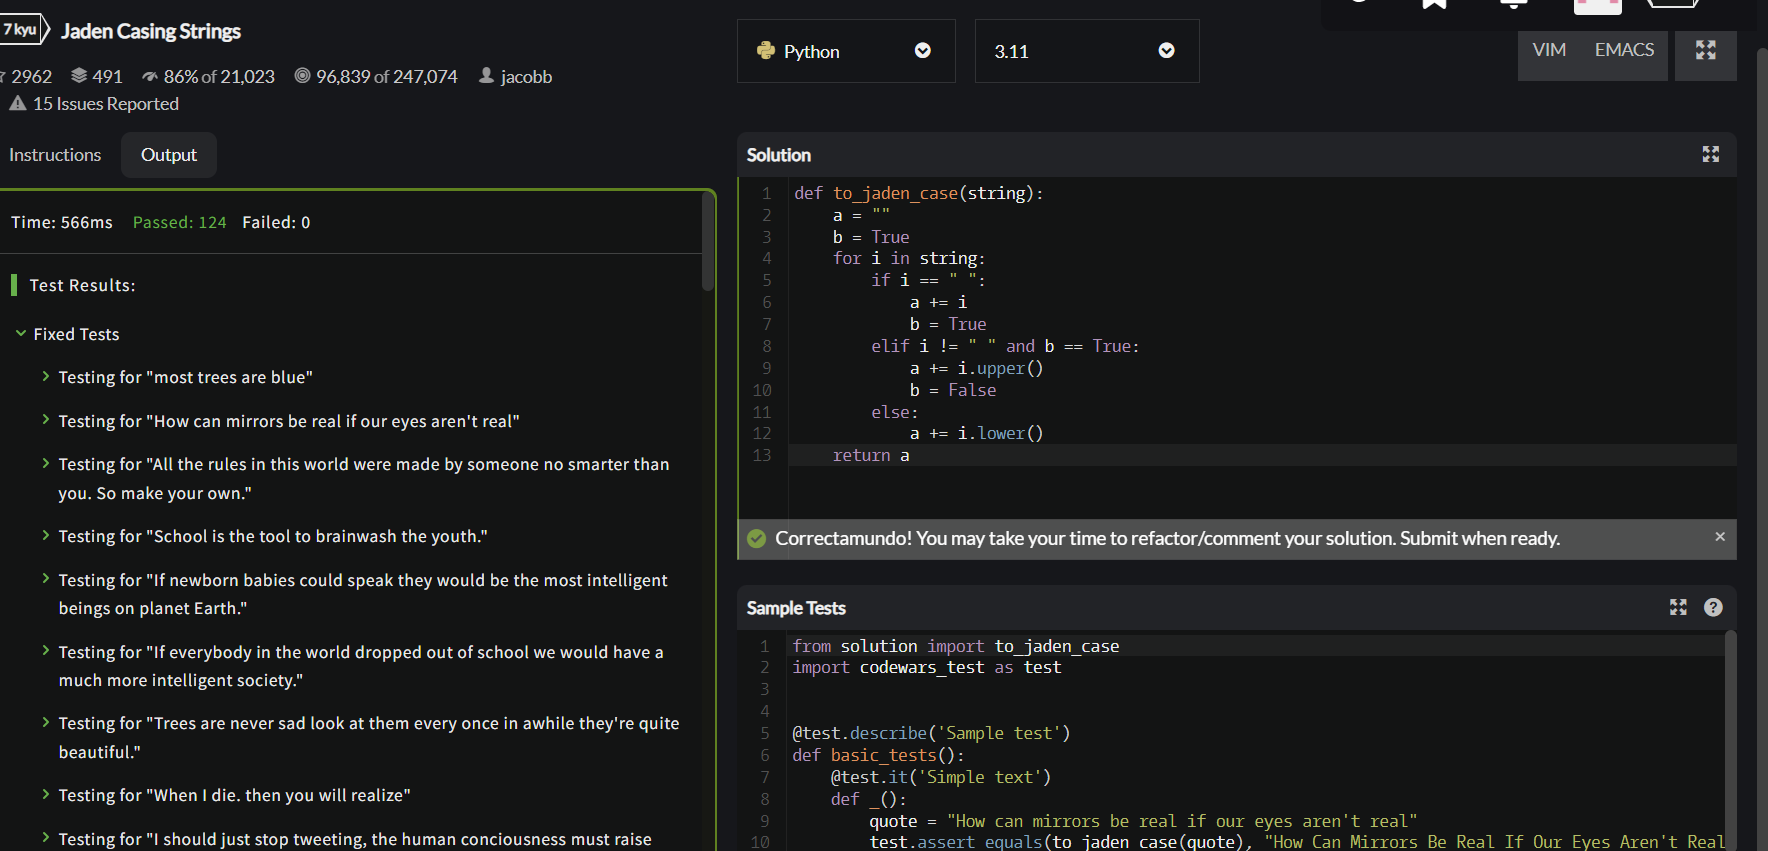 7 kyu
Jaden Casing Strings
2962 491 86% of 21,023 96,839 of 247,074 jacobb
15 Issues Reported
Instructions
Output
Time: 566ms Passed: 124 Failed: 0
Test Results:
Fixed Tests
Testing for "most trees are blue"
Testing for "How can mirrors be real if our eyes aren't real"
Testing for "All the rules in this world were made by someone no smarter than
you. So make your own."
Testing for "School is the tool to brainwash the youth."
Testing for "If newborn babies could speak they would be the most intelligent
beings on planet Earth."
Testing for "If everybody in the world dropped out of school we would have a
much more intelligent society."
Testing for "Trees are never sad look at them every once in awhile they're quite
beautiful."
Testing for "When I die. then you will realize"
Testing for "I should just stop tweeting, the human conciousness must raise
Python
3.11
VIM
EMACS
Solution
1 def to_jaden_case(string):
2     a = ""
3     b = True
4     for i in string:
5         if i == " ":
6             a += i
7             b = True
8         elif i != " " and b == True:
9             a += i.upper()
10             b = False
11         else:
12             a += i.lower()
13     return a
Correctamundo! You may take your time to refactor/comment your solution. Submit when ready.
Sample Tests
1 from solution import to_jaden_case
2 import codewars_test as test
3
4
5 @test.describe('Sample test')
6 def basic_tests():
7     @test.it('Simple text')
8     def _():
9         quote = "How can mirrors be real if our eyes aren't real"
10         test.assert_equals(to_jaden_case(quote), "How Can Mirrors Be Real If Our Eyes Aren't Real